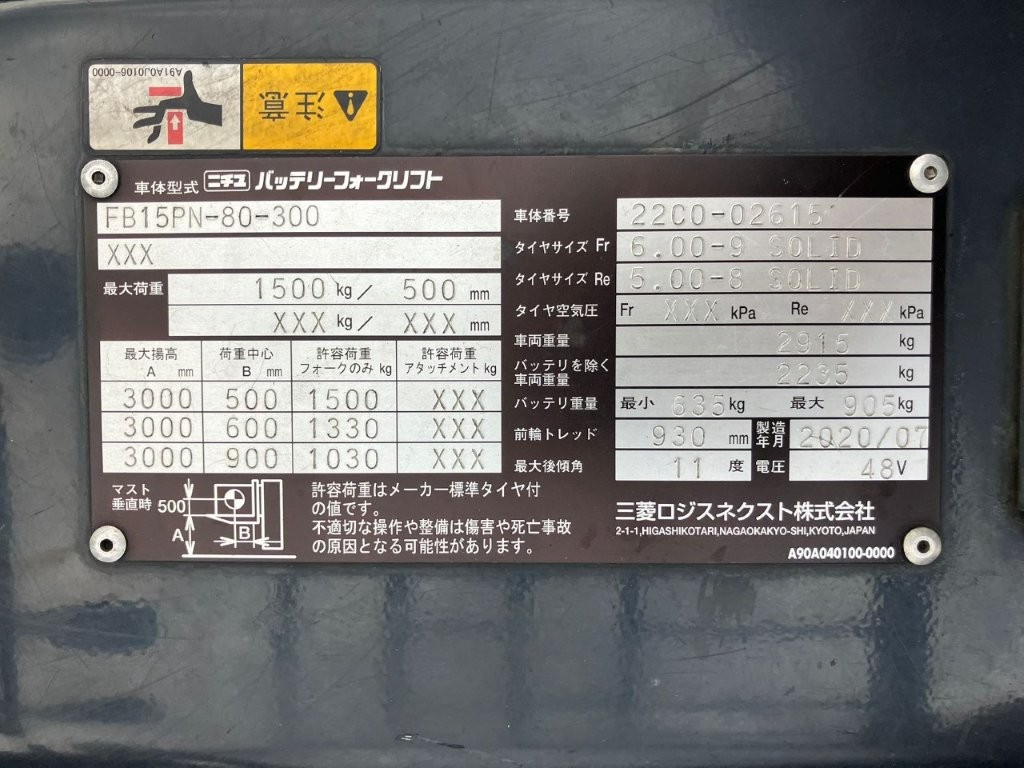 A91A0J0106-0000
注意
車体型式 ニチユ バッテリーフォークリフト
FB15PN-80-300
XXX
最大荷重 1500 kg/ 500 mm
XXX kg/ XXX mm
最大揚高 A mm 荷重中心 B mm 許容荷重 フォークのみ kg 許容荷重 アタッチメント kg
3000 500 1500 XXX
3000 600 1330 XXX
3000 900 1030 XXX
マスト
垂直時 500
A
B
許容荷重はメーカー標準タイヤ付
の値です。
不適切な操作や整備は傷害や死亡事故
の原因となる可能性があります。
車体番号 22C0-02615
タイヤサイズ Fr 6.00-9 SOLID
タイヤサイズ Re 5.00-8 SOLID
タイヤ空気圧 Fr XXX kPa Re XXX kPa
車両重量 2915 kg
バッテリを除く
車両重量 2235 kg
バッテリ重量 最小 635 kg 最大 905 kg
前輪トレッド 930 mm 製造年月 2020/07
最大後傾角 11 度 電圧 48 V
三菱ロジスネクスト株式会社
2-1-1,HIGASHIKOTARI,NAGAOKAKYO-SHI,KYOTO,JAPAN
A90A040100-0000